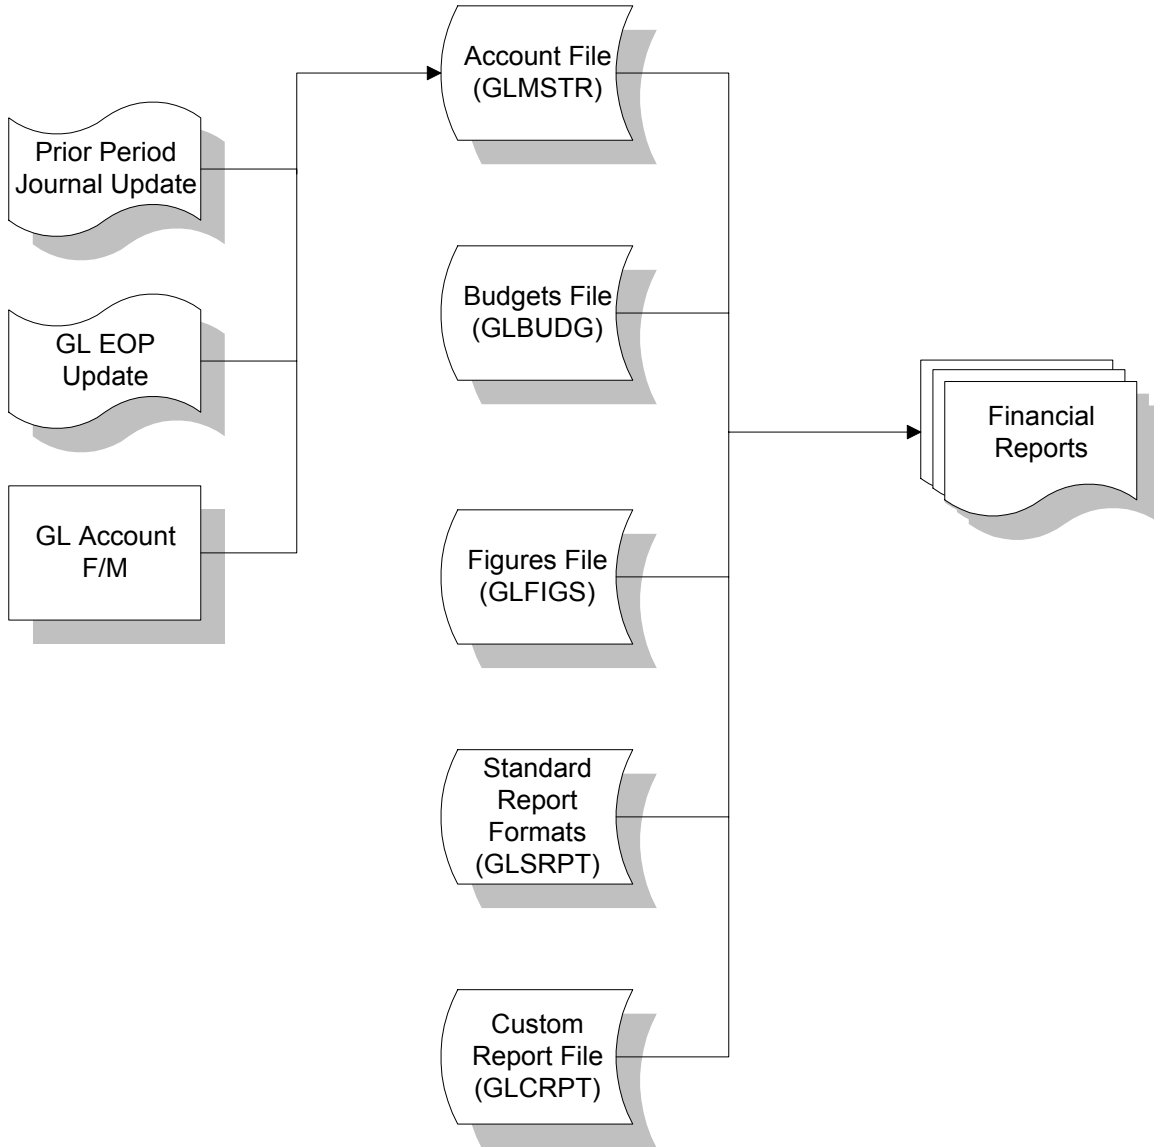 Prior Period
Journal Update
GL EOP
Update
GL Account
F/M
Account File
(GLMSTR)
Budgets File
(GLBUDG)
Figures File
(GLFIGS)
Standard
Report
Formats
(GLSRPT)
Custom
Report File
(GLCRPT)
Financial
Reports